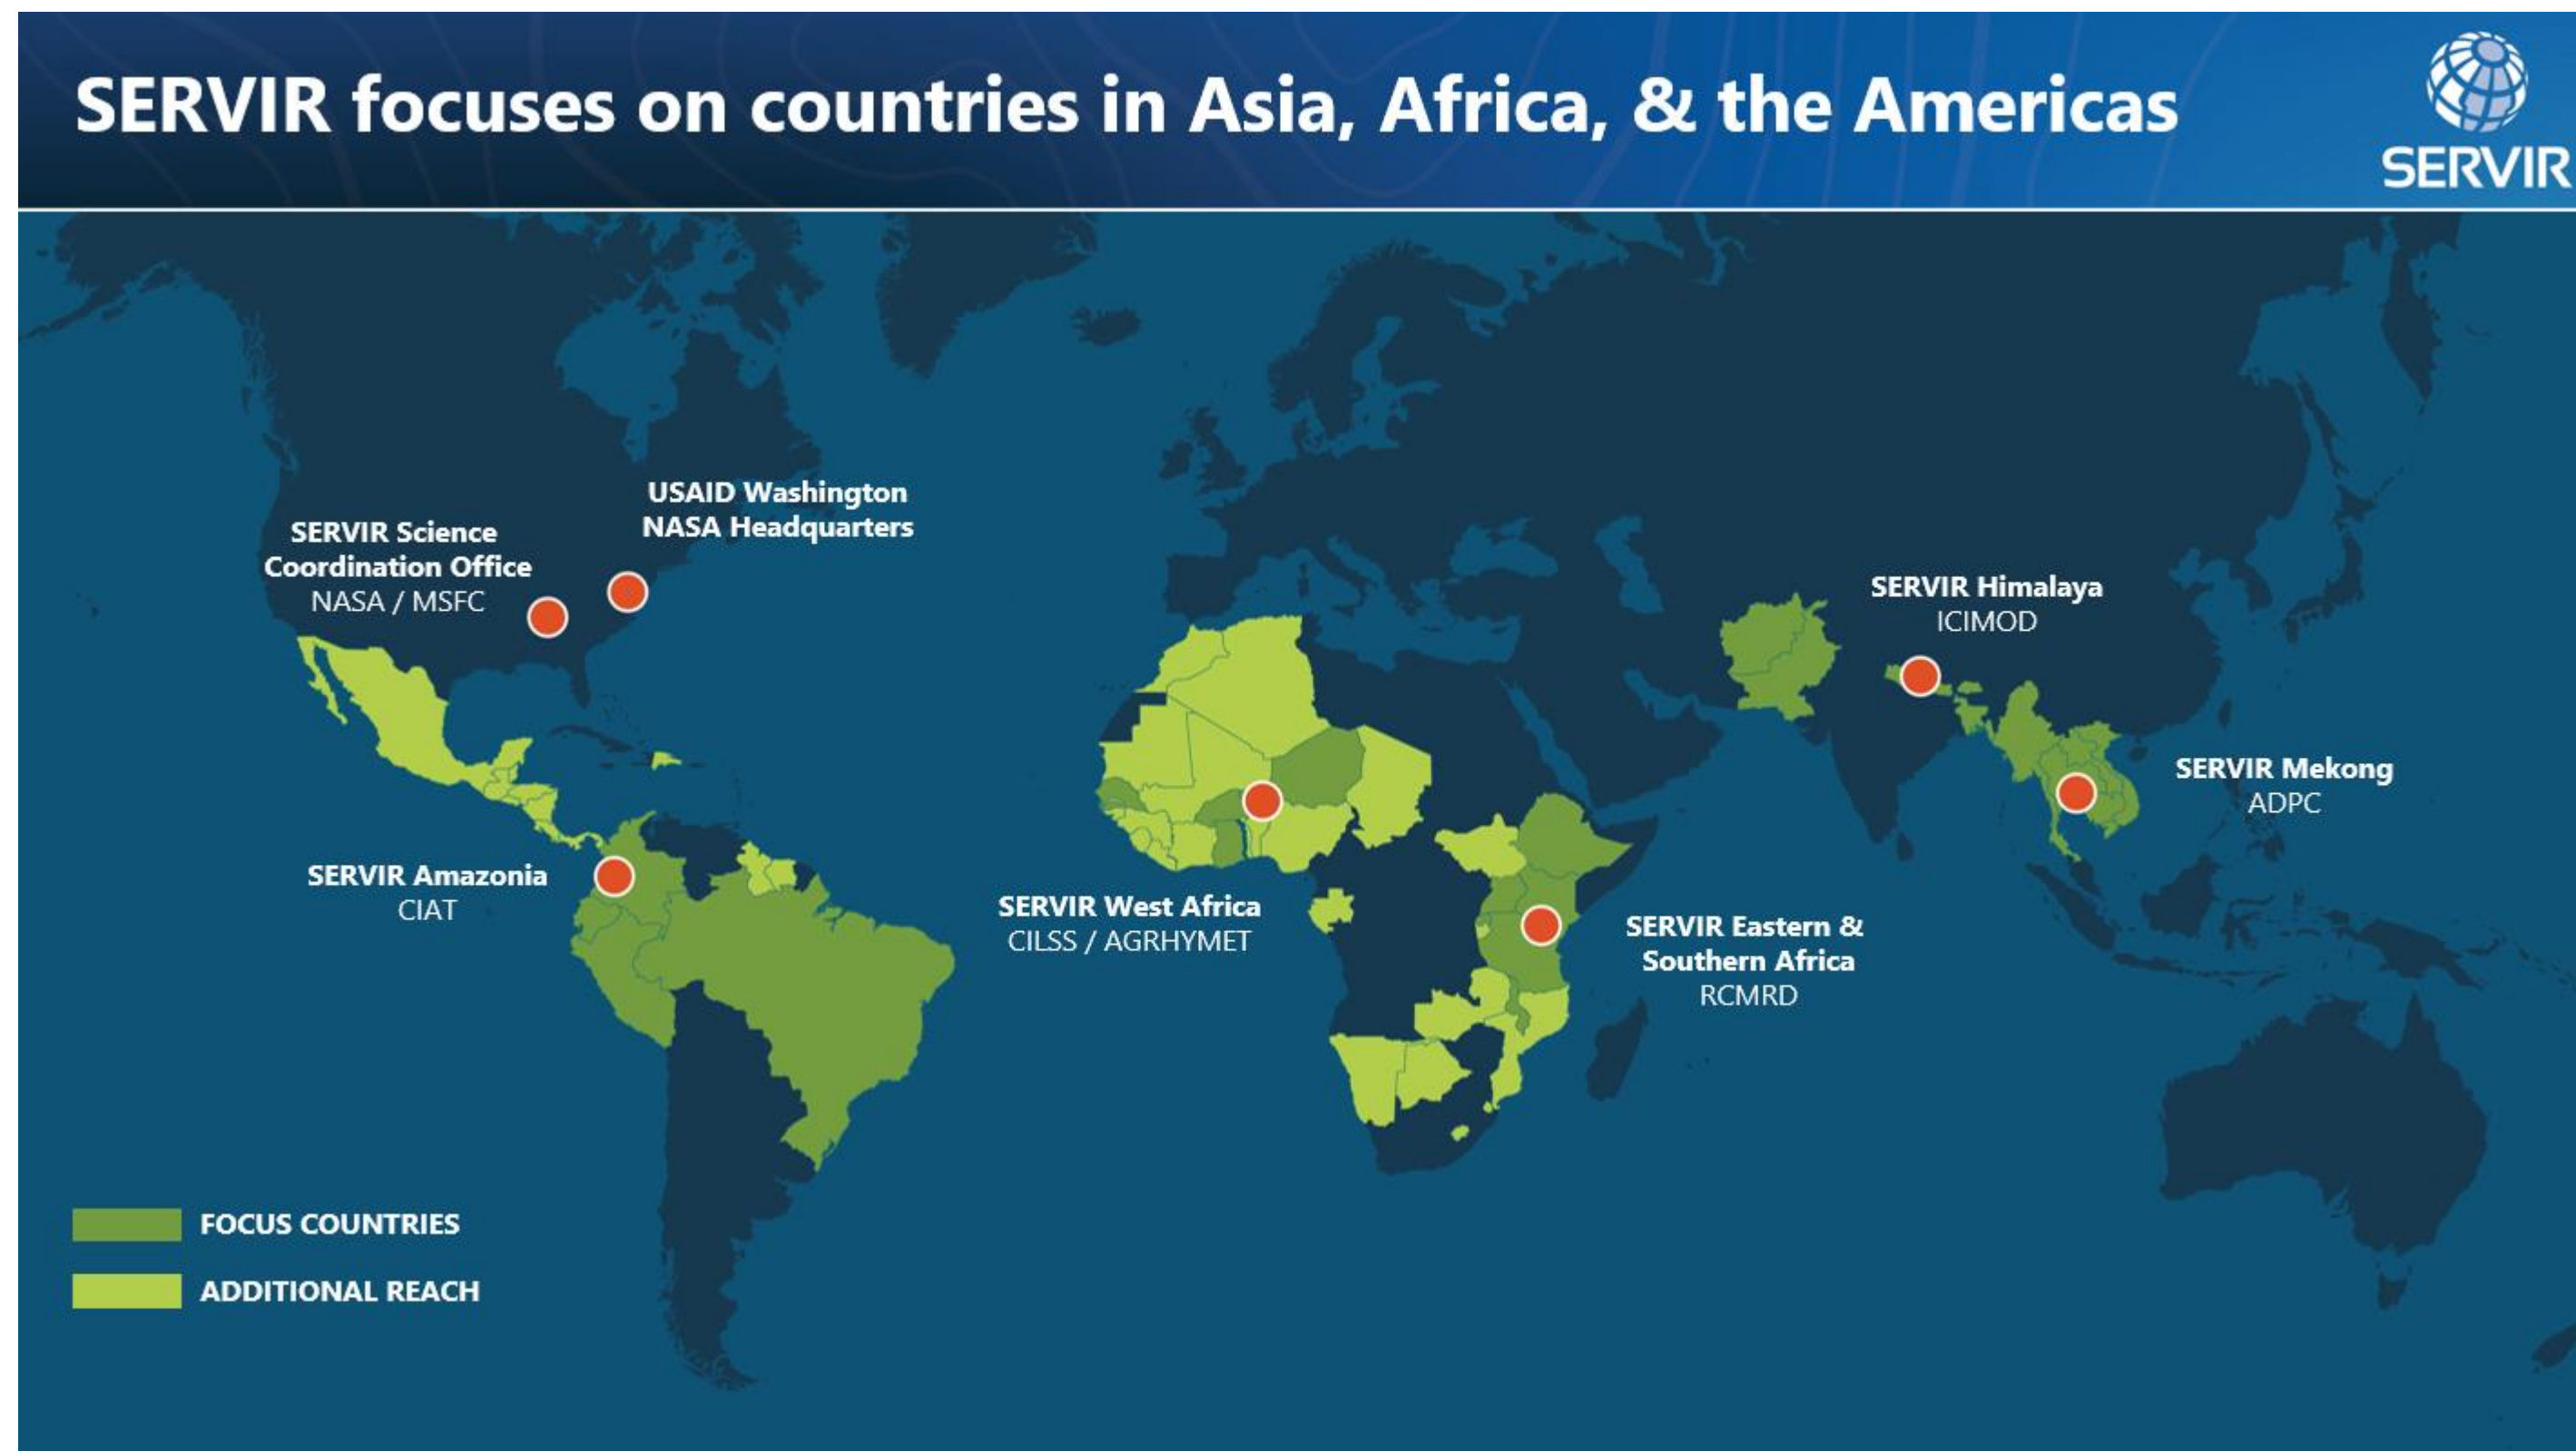 SERVIR focuses on countries in Asia, Africa, & the Americas
SERVIR
USAID Washington
NASA Headquarters
SERVIR Science
Coordination Office
NASA / MSFC
SERVIR Himalaya
ICIMOD
SERVIR Mekong
ADPC
SERVIR Amazonia
CIAT
SERVIR West Africa
CILSS / AGRHYMET
SERVIR Eastern &
Southern Africa
RCMRD
FOCUS COUNTRIES
ADDITIONAL REACH